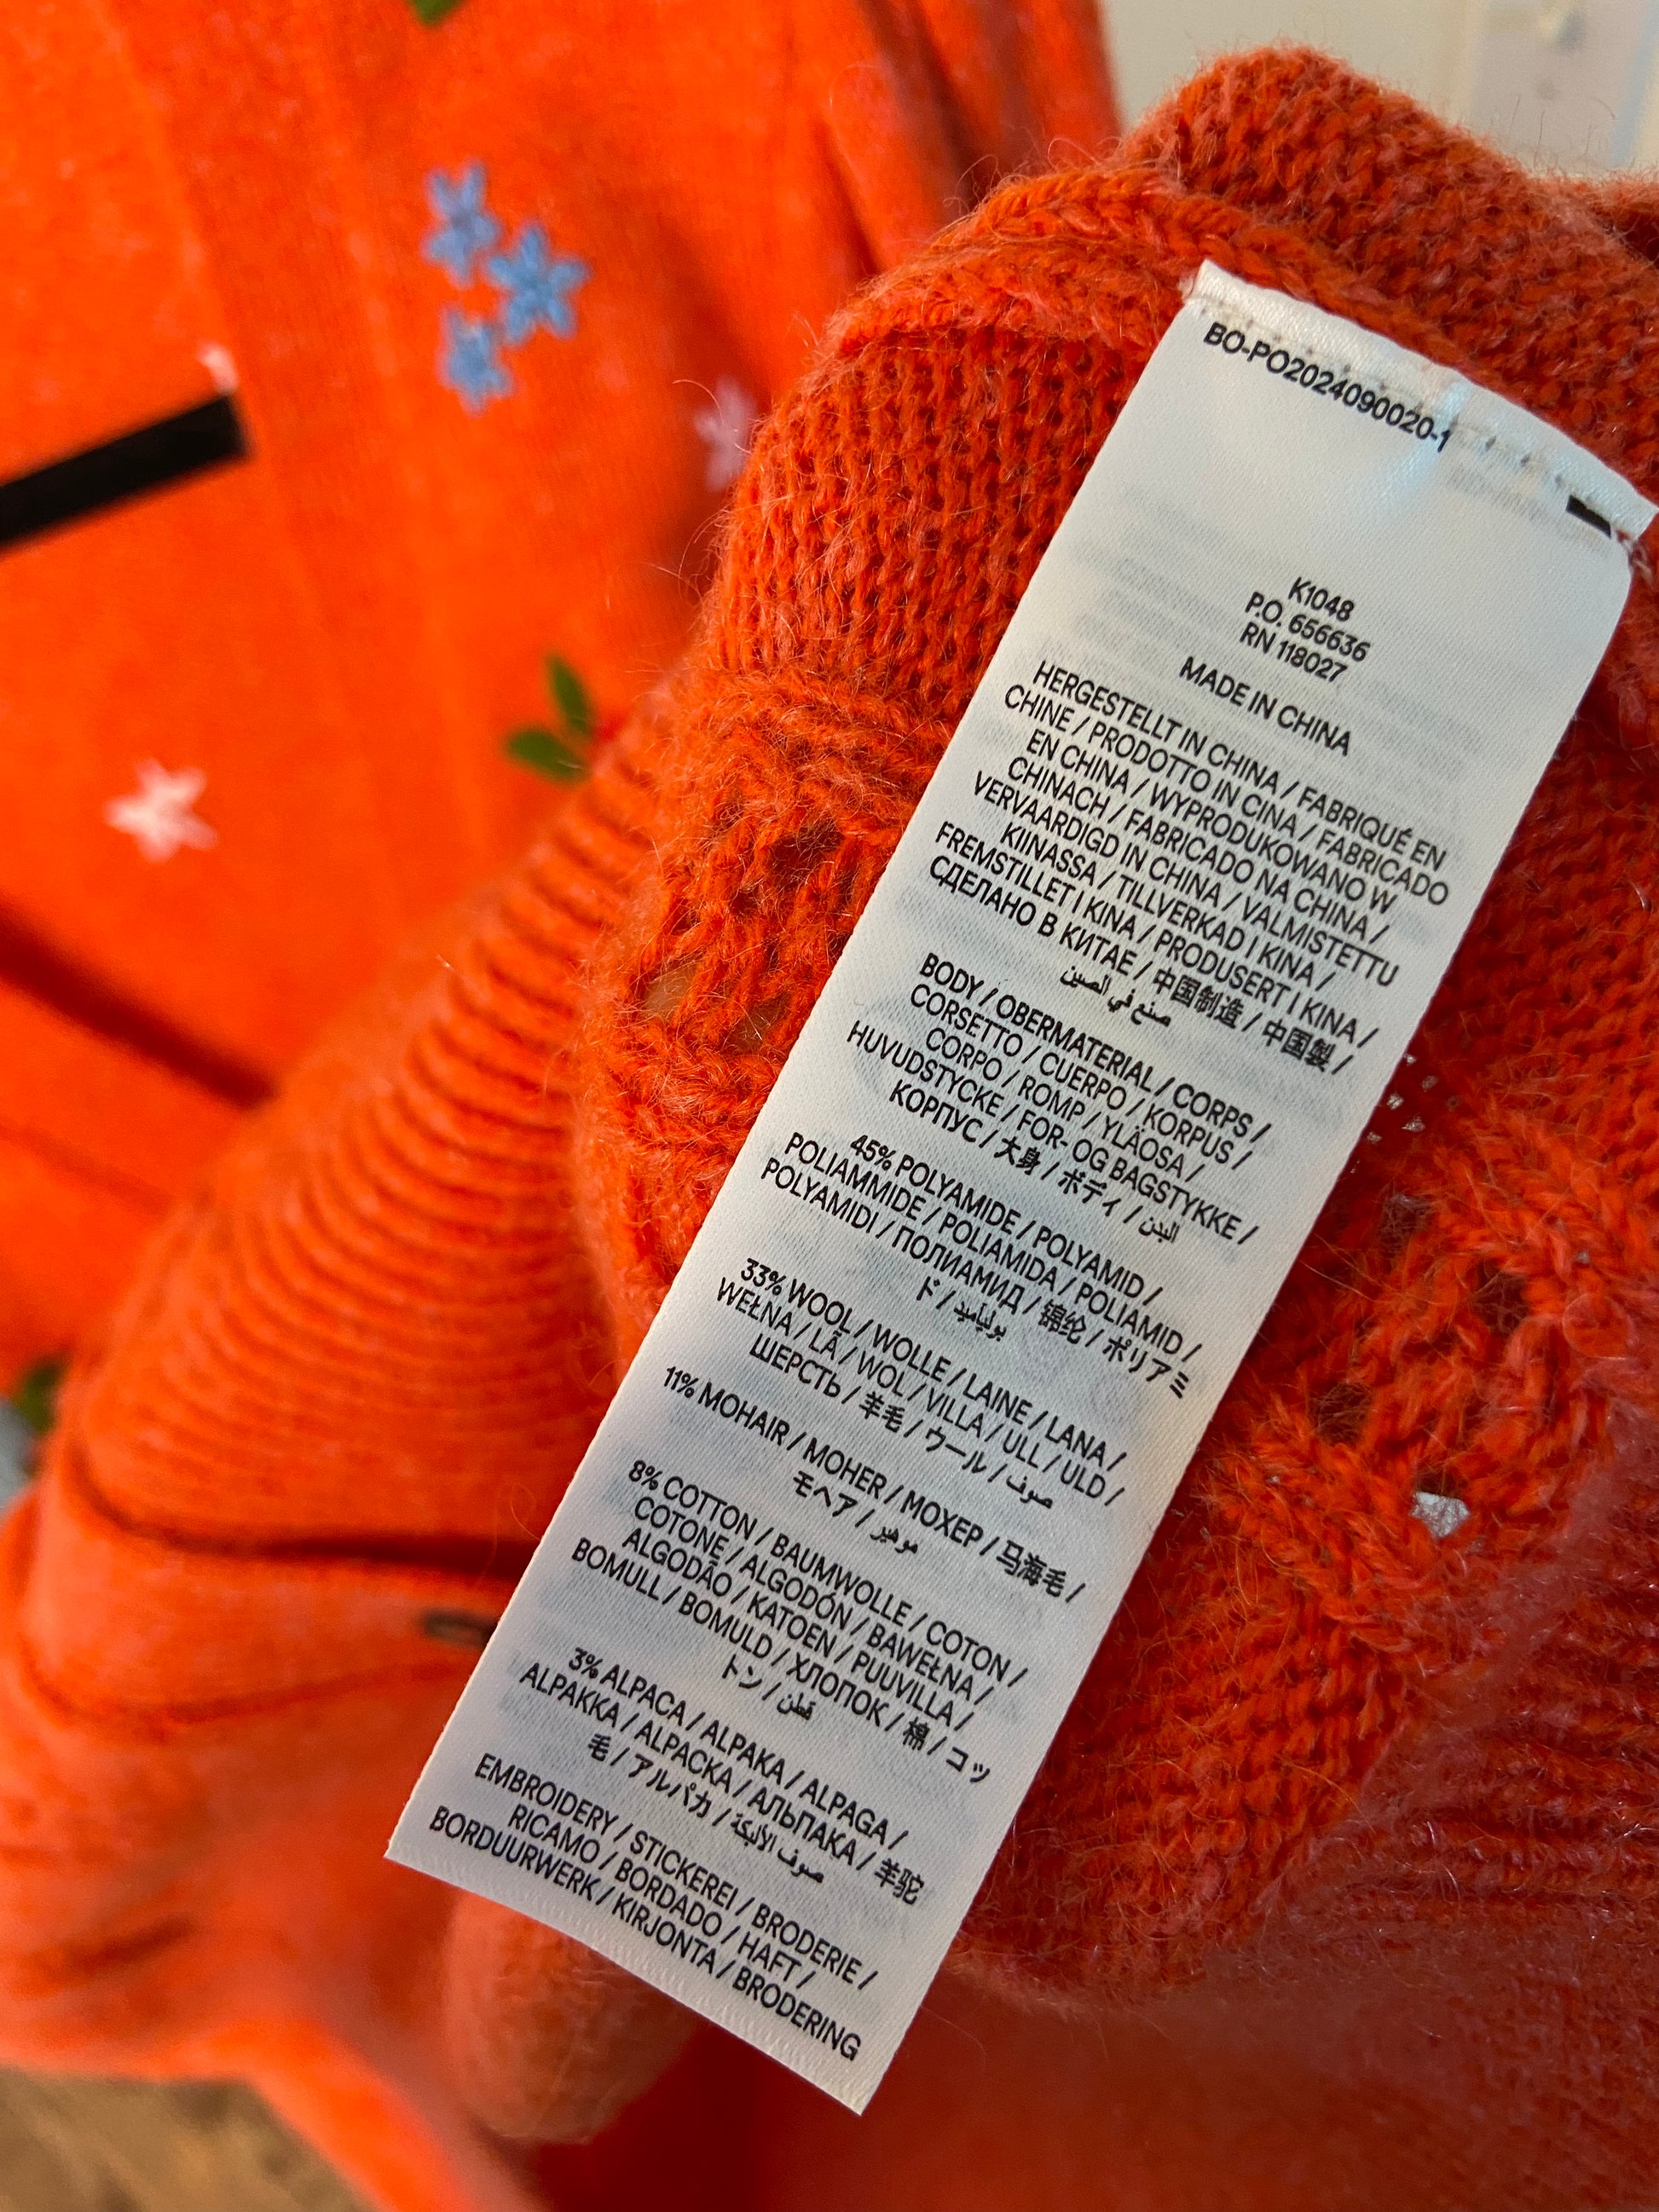 BO-PO2024090020-1
K1048
P.O. 656636
RN 118027
MADE IN CHINA
HERGESTELLT IN CHINA / FABRIQUÉ EN
CHINE / PRODOTTO IN CINA / FABRICADO
EN CHINA / WYPRODUKOWANO W
CHINACH / FABRICADO NA CHINA /
VERVAARDIGD IN CHINA / VALMISTETTU
KIINASSA / TILLVERKAD I KINA /
FREMSTILLET I KINA / PRODUSERT I KINA /
СДЕЛАНО В КИТАЕ / 中国制造 / 中国製 /
صنع في الصين
BODY / OBERMATERIAL / CORPS /
CORSETTO / CUERPO / KORPUS /
CORPO / ROMP / YLÄOSA /
HUVUDSTYCKE / FOR- OG BAGSTYKKE /
КОРПУС / 大身 / ボディ / البدن
45% POLYAMIDE / POLYAMID /
POLIAMMIDE / POLIAMIDA / POLIAMID /
POLYAMIDI / ПОЛИАМИД / 锦纶 / ポリアミ
ド / بولياميد
33% WOOL / WOLLE / LAINE / LANA /
WEŁNA / LÃ / WOL / VILLA / ULL / ULD /
ШЕРСТЬ / 羊毛 / ウール / صوف
11% MOHAIR / MOHER / МОХЕР / 马海毛 /
モヘア / موهير
8% COTTON / BAUMWOLLE / COTON /
COTONE / ALGODÓN / BAWEŁNA /
ALGODÃO / KATOEN / PUUVILLA /
BOMULL / BOMULD / ХЛОПОК / 棉 / コッ
トン / قطن
3% ALPACA / ALPAKA / ALPAGA /
ALPAKKA / ALPACKA / АЛЬПАКА / 羊驼
毛 / アルパカ / صوف الألبكة
EMBROIDERY / STICKEREI / BRODERIE /
RICAMO / BORDADO / HAFT /
BORDUURWERK / KIRJONTA / BRODERING